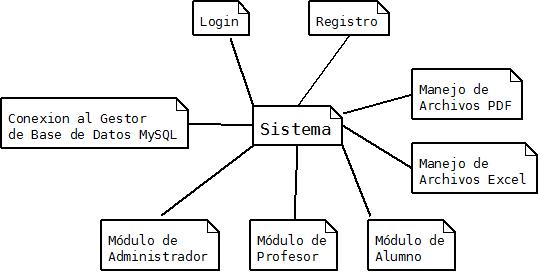 Login
Registro
Manejo de
Archivos PDF
Conexion al Gestor
de Base de Datos MySQL
Sistema
Manejo de
Archivos Excel
Módulo de
Administrador
Módulo de
Profesor
Módulo de
Alumno